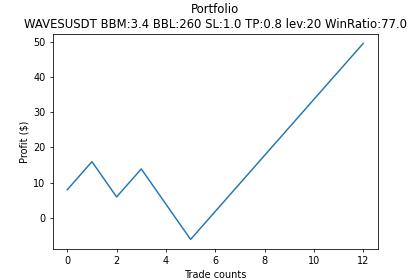 Portfolio
WAVESUSDT BBM:3.4 BBL:260 SL:1.0 TP:0.8 lev:20 WinRatio:77.0
50
40
30
20
10
0
Profit ($)
0 2 4 6 8 10 12
Trade counts